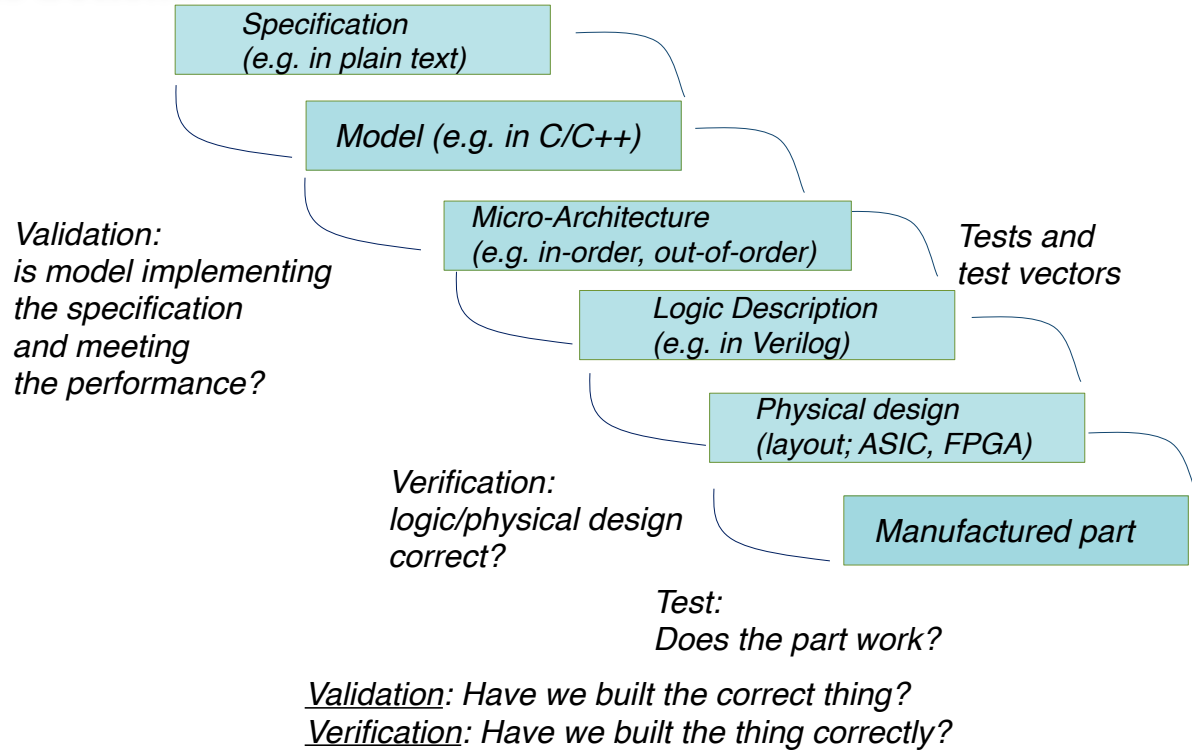 Specification
(e.g. in plain text)
Model (e.g. in C/C++)
Micro-Architecture
(e.g. in-order, out-of-order)
Validation:
is model implementing
the specification
and meeting
the performance?
Tests and
test vectors
Logic Description
(e.g. in Verilog)
Physical design
(layout; ASIC, FPGA)
Verification:
logic/physical design
correct?
Manufactured part
Test:
Does the part work?
Validation: Have we built the correct thing?
Verification: Have we built the thing correctly?